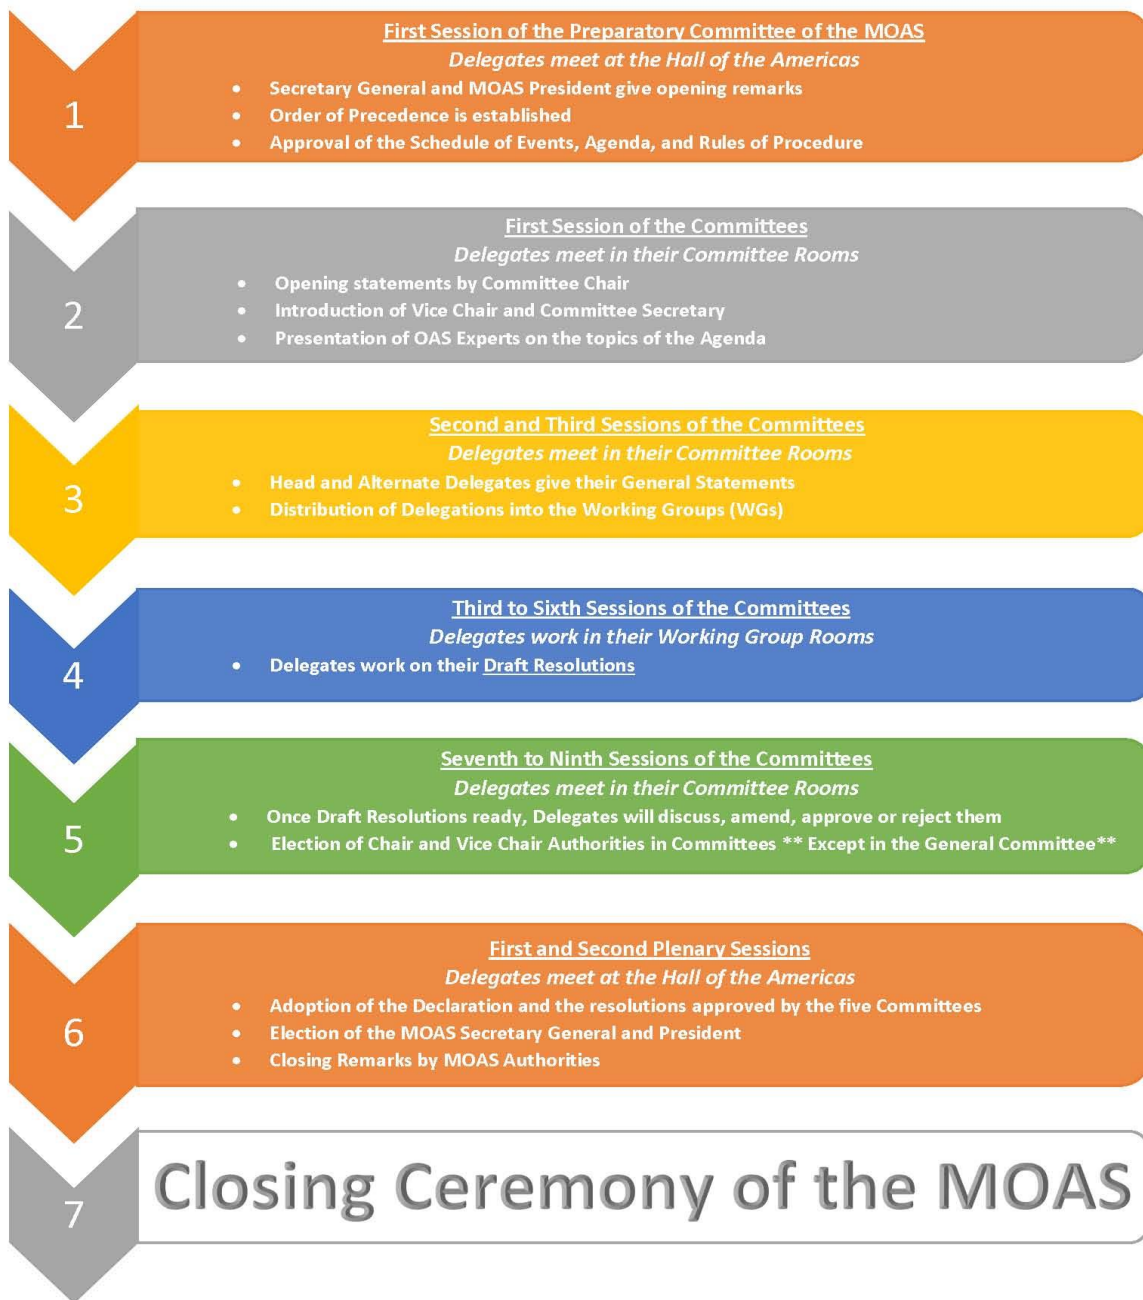 1
First Session of the Preparatory Committee of the MOAS
Delegates meet at the Hall of the Americas
• Secretary General and MOAS President give opening remarks
• Order of Precedence is established
• Approval of the Schedule of Events, Agenda, and Rules of Procedure
2
First Session of the Committees
Delegates meet in their Committee Rooms
• Opening statements by Committee Chair
• Introduction of Vice Chair and Committee Secretary
• Presentation of OAS Experts on the topics of the Agenda
3
Second and Third Sessions of the Committees
Delegates meet in their Committee Rooms
• Head and Alternate Delegates give their General Statements
• Distribution of Delegations into the Working Groups (WGs)
4
Third to Sixth Sessions of the Committees
Delegates work in their Working Group Rooms
• Delegates work on their Draft Resolutions
5
Seventh to Ninth Sessions of the Committees
Delegates meet in their Committee Rooms
• Once Draft Resolutions ready, Delegates will discuss, amend, approve or reject them
• Election of Chair and Vice Chair Authorities in Committees ** Except in the General Committee**
6
First and Second Plenary Sessions
Delegates meet at the Hall of the Americas
• Adoption of the Declaration and the resolutions approved by the five Committees
• Election of the MOAS Secretary General and President
• Closing Remarks by MOAS Authorities
7
Closing Ceremony of the MOAS